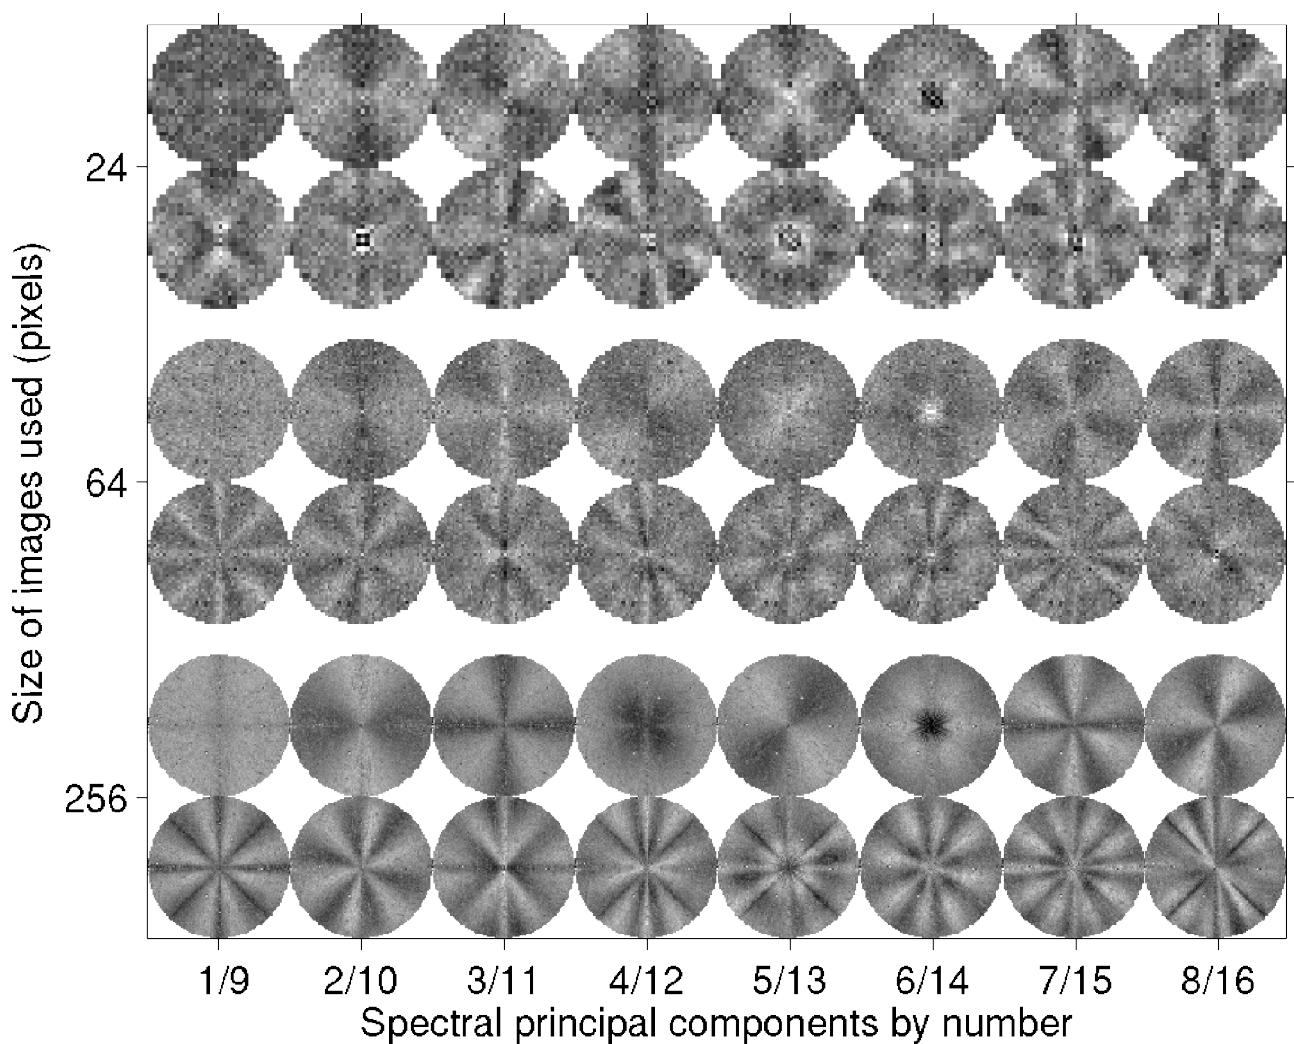 Size of images used (pixels)
24
64
256
1/9 2/10 3/11 4/12 5/13 6/14 7/15 8/16
Spectral principal components by number